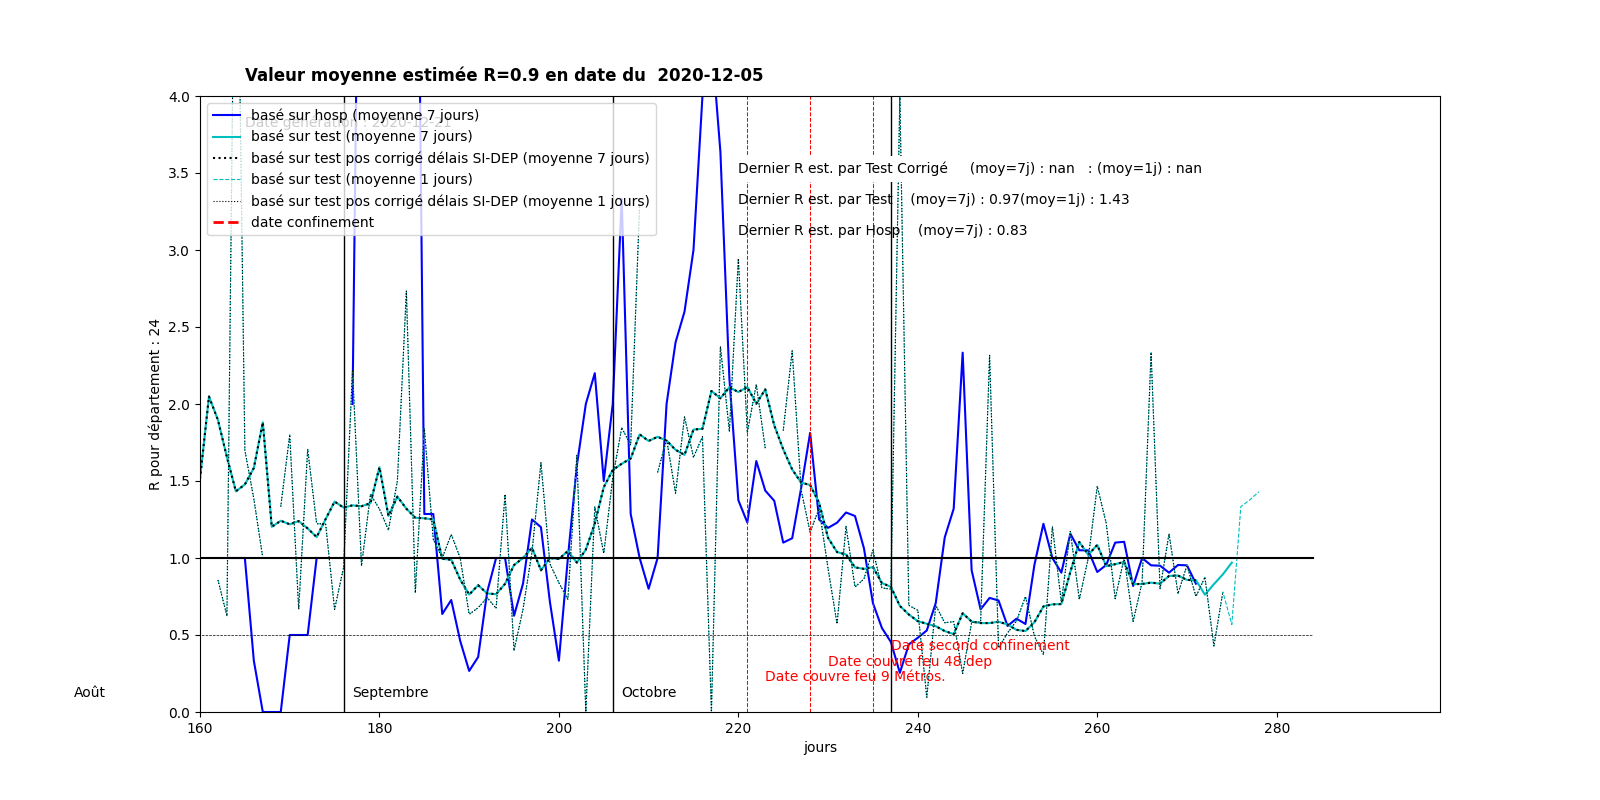 Valeur moyenne estimée R=0.9 en date du  2020-12-05
4.0
3.5
3.0
2.5
2.0
1.5
1.0
0.5
0.0
R pour département : 24
Date génération : 2020-12-21
basé sur hosp (moyenne 7 jours)
basé sur test (moyenne 7 jours)
basé sur test pos corrigé délais SI-DEP (moyenne 7 jours)
basé sur test (moyenne 1 jours)
basé sur test pos corrigé délais SI-DEP (moyenne 1 jours)
date confinement
Dernier R est. par Test Corrigé     (moy=7j) : nan   : (moy=1j) : nan
Dernier R est. par Test    (moy=7j) : 0.97(moy=1j) : 1.43
Dernier R est. par Hosp    (moy=7j) : 0.83
Date second confinement
Date couvre feu 48 dep
Date couvre feu 9 Métros.
Août
Septembre
Octobre
160 180 200 220 240 260 280
jours